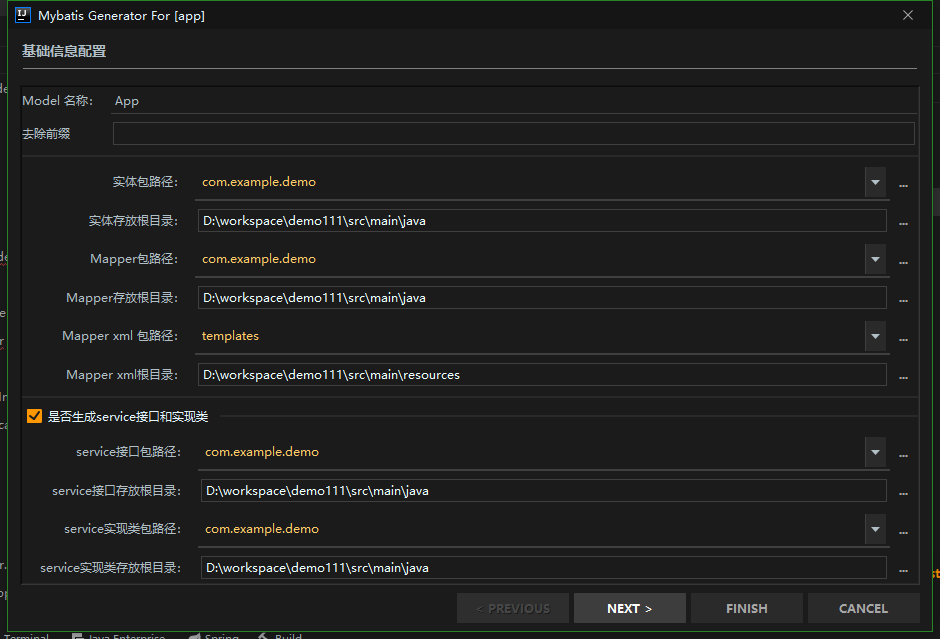 Mybatis Generator For [app]
基础信息配置
Model 名称: App
去除前缀
实体包路径: com.example.demo ...
实体存放根目录: D:\workspace\demo111\src\main\java ...
Mapper包路径: com.example.demo ...
Mapper存放根目录: D:\workspace\demo111\src\main\java ...
Mapper xml 包路径: templates ...
Mapper xml根目录: D:\workspace\demo111\src\main\resources ...
是否生成service接口和实现类
service接口包路径: com.example.demo ...
service接口存放根目录: D:\workspace\demo111\src\main\java ...
service实现类包路径: com.example.demo ...
service实现类存放根目录: D:\workspace\demo111\src\main\java ...
< PREVIOUS NEXT > FINISH CANCEL
Terminal Java Enterprise Spring Build